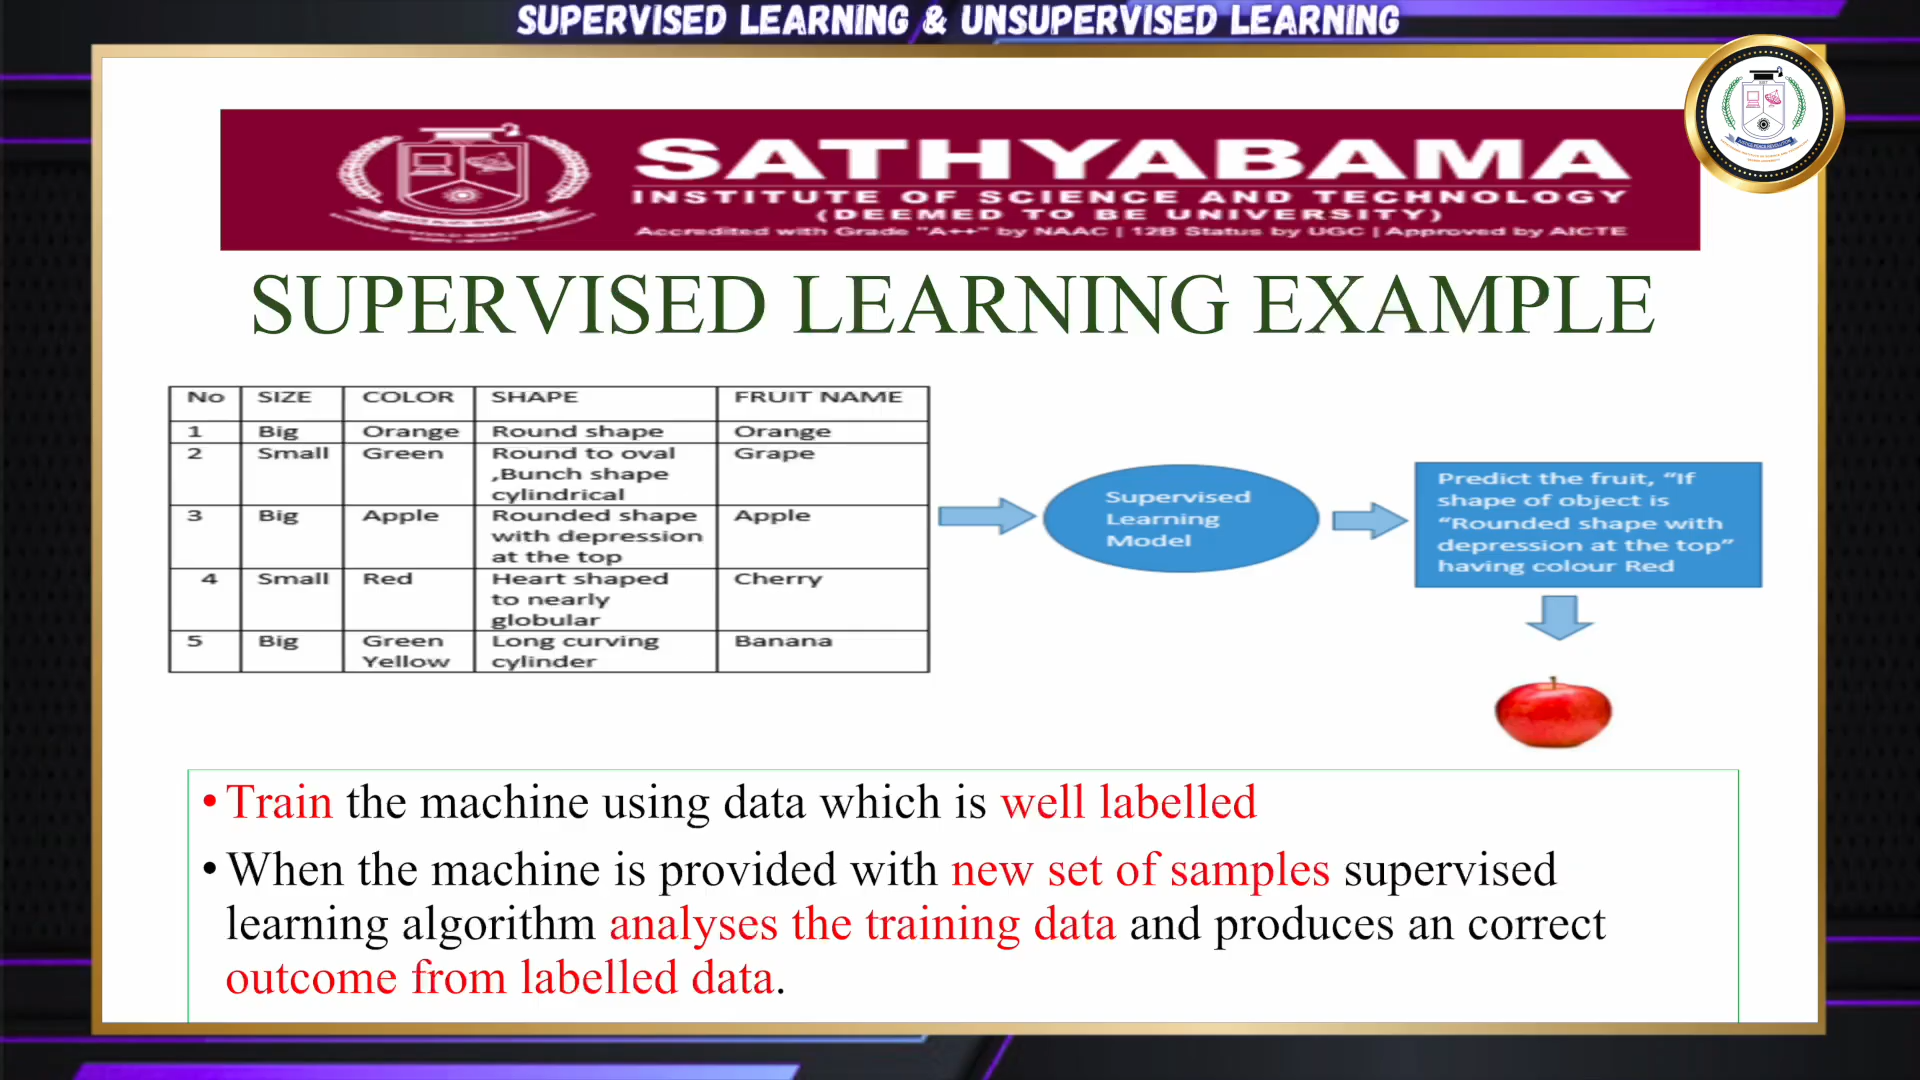 SUPERVISED LEARNING & UNSUPERVISED LEARNING
SATHYABAMA
INSTITUTE OF SCIENCE AND TECHNOLOGY
(DEEMED TO BE UNIVERSITY)
Accredited with Grade "A++" by NAAC | 12B Status by UGC | Approved by AICTE
SUPERVISED LEARNING EXAMPLE
No SIZE COLOR SHAPE FRUIT NAME
1 Big Orange Round shape Orange
2 Small Green Round to oval Grape
,Bunch shape
cylindrical
3 Big Apple Rounded shape Apple
with depression
at the top
4 Small Red Heart shaped Cherry
to nearly
globular
5 Big Green Long curving Banana
Yellow cylinder
Supervised
Learning
Model
Predict the fruit, “If
shape of object is
“Rounded shape with
depression at the top”
having colour Red
• Train the machine using data which is well labelled
• When the machine is provided with new set of samples supervised
learning algorithm analyses the training data and produces an correct
outcome from labelled data.